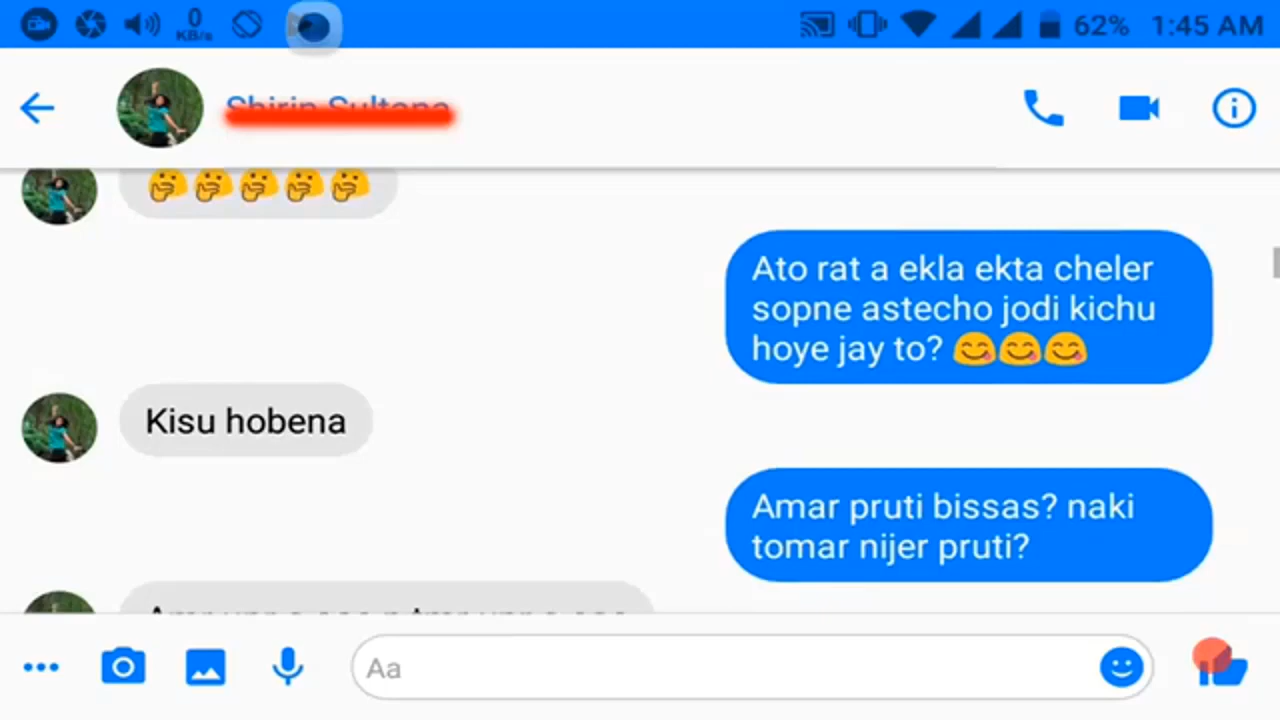 0
KB/s
62% 1:45 AM
Ato rat a ekla ekta cheler
sopne astecho jodi kichu
hoye jay to? 😋😋😋
Kisu hobena
Amar pruti bissas? naki
tomar nijer pruti?
Aa